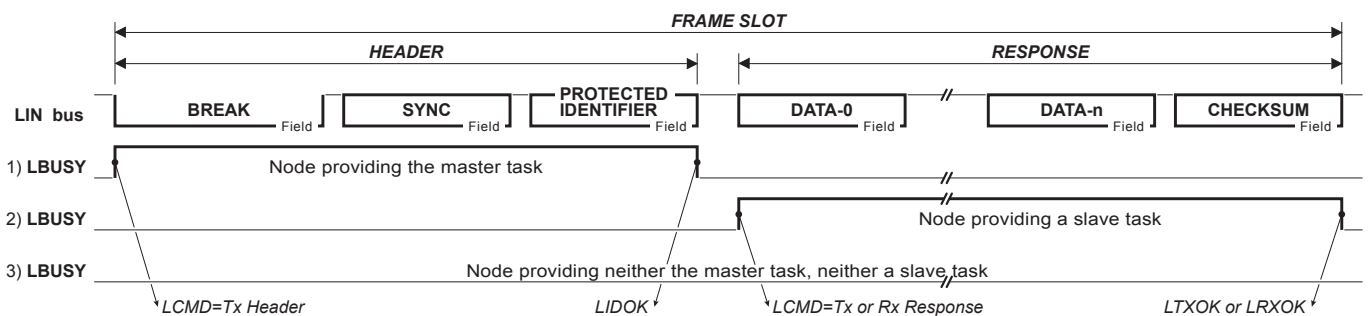 FRAME SLOT
HEADER
RESPONSE
LIN bus
BREAK
Field
SYNC
Field
PROTECTED
IDENTIFIER
Field
DATA-0
Field
DATA-n
Field
CHECKSUM
Field
1) LBUSY
Node providing the master task
2) LBUSY
Node providing a slave task
3) LBUSY
Node providing neither the master task, neither a slave task
LCMD=Tx Header
LIDOK
LCMD=Tx or Rx Response
LTXOK or LRXOK